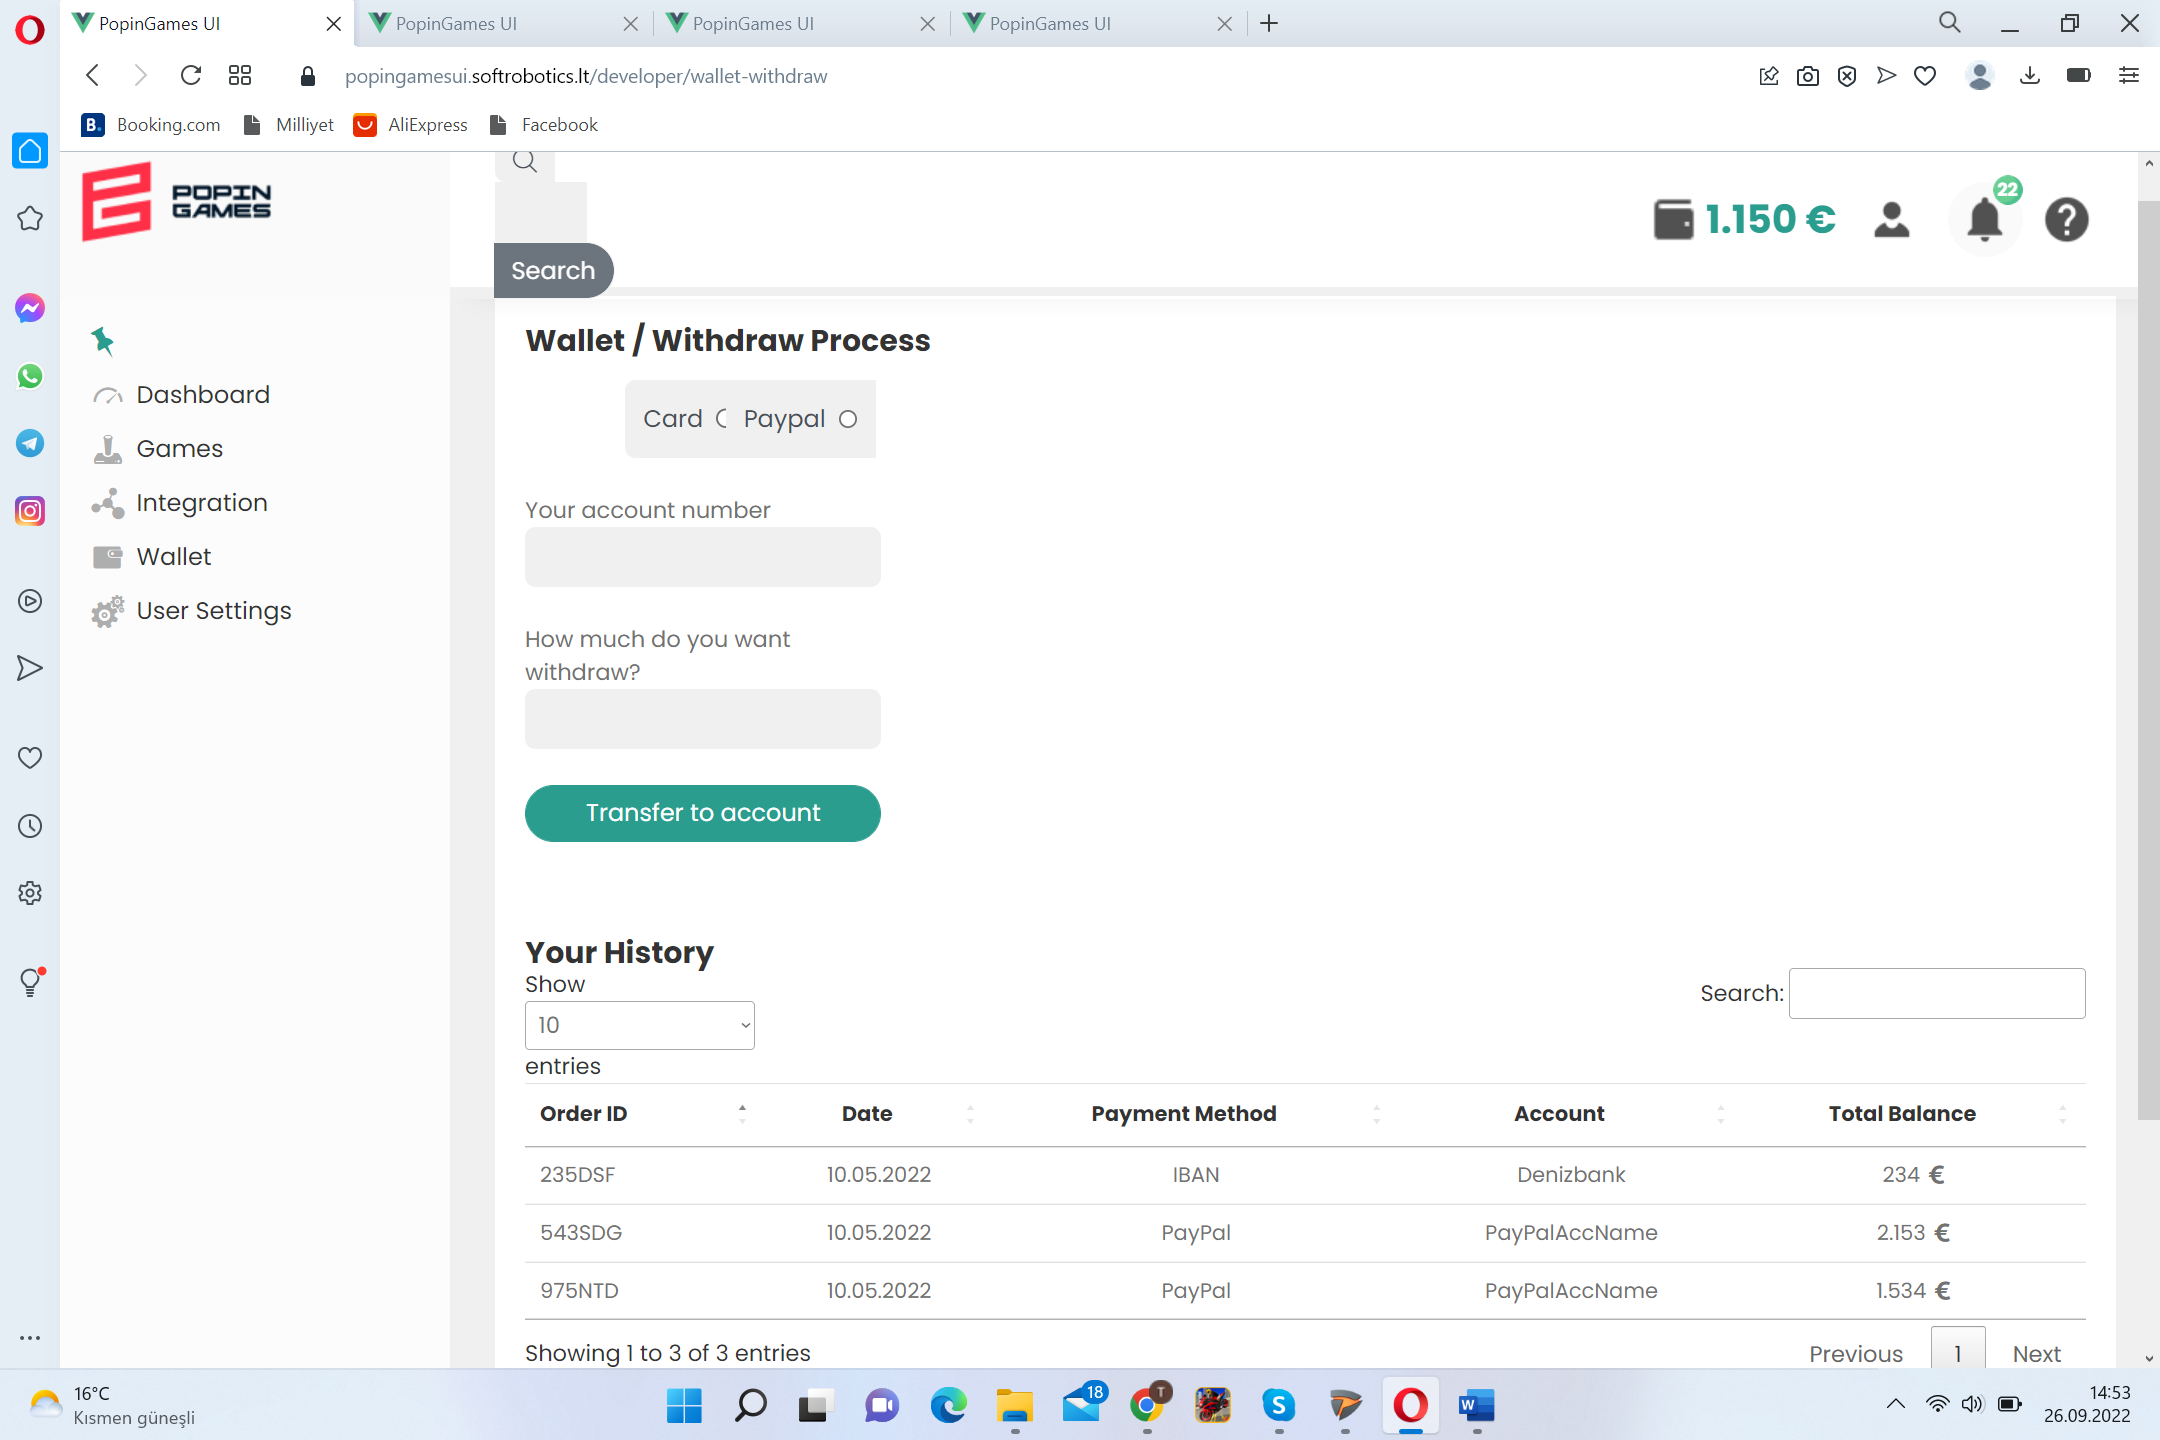 PopinGames UI
PopinGames UI
PopinGames UI
PopinGames UI
popingamesui.softrobotics.lt/developer/wallet-withdraw
B. Booking.com Milliyet AliExpress Facebook
POPIN
GAMES
1.150 €
22
Search
Dashboard
Games
Integration
Wallet
User Settings
Wallet / Withdraw Process
Card Paypal
Your account number
How much do you want
withdraw?
Transfer to account
Your History
Show
10
entries
Search:
Order ID Date Payment Method Account Total Balance
235DSF 10.05.2022 IBAN Denizbank 234 €
543SDG 10.05.2022 PayPal PayPalAccName 2.153 €
975NTD 10.05.2022 PayPal PayPalAccName 1.534 €
Showing 1 to 3 of 3 entries
Previous 1 Next
16°C
Kısmen güneşli
18
T
S
W
14:53
26.09.2022